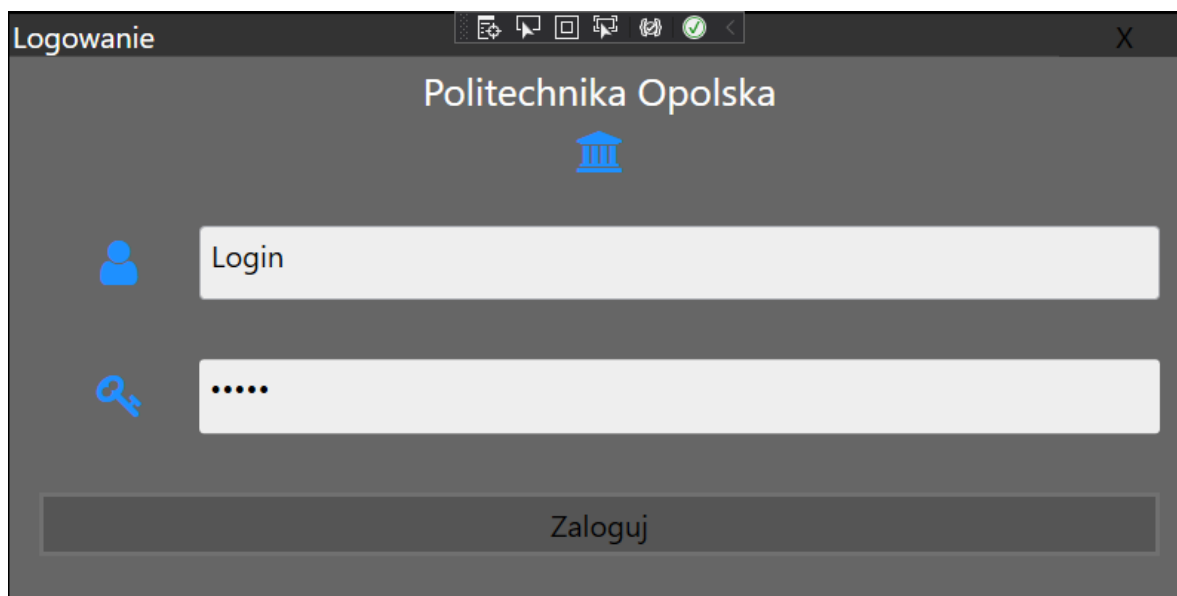 Logowanie
X
Politechnika Opolska
Login
•••••
Zaloguj